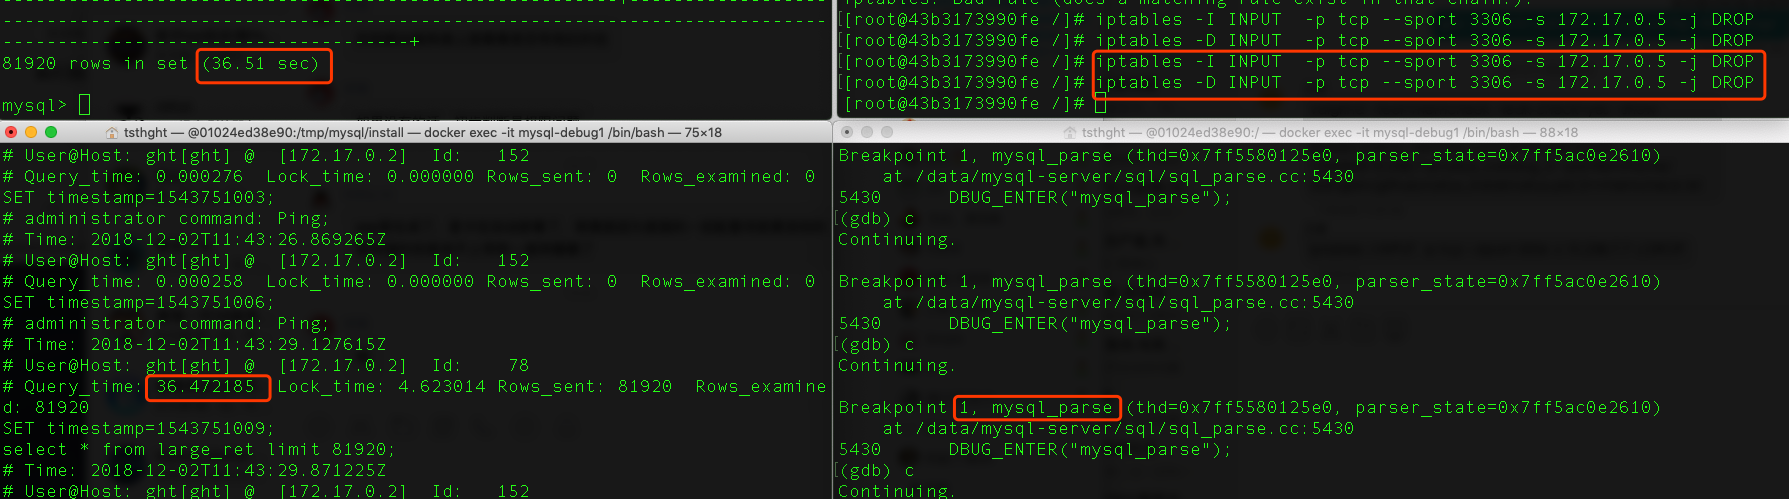 ------------------------------------------------------+------------------
---------------------------------------------------------------------------
-------------------------------------+
81920 rows in set (36.51 sec)
mysql>
iptables: Bad rule (does a matching rule exist in that chain?).
[[root@43b3173990fe /]# iptables -I INPUT  -p tcp --sport 3306 -s 172.17.0.5 -j DROP
[[root@43b3173990fe /]# iptables -D INPUT  -p tcp --sport 3306 -s 172.17.0.5 -j DROP
[[root@43b3173990fe /]# iptables -I INPUT  -p tcp --sport 3306 -s 172.17.0.5 -j DROP
[[root@43b3173990fe /]# iptables -D INPUT  -p tcp --sport 3306 -s 172.17.0.5 -j DROP
[root@43b3173990fe /]#
tsthght — @01024ed38e90:/tmp/mysql/install — docker exec -it mysql-debug1 /bin/bash — 75×18
# User@Host: ght[ght] @  [172.17.0.2]  Id:    152
# Query_time: 0.000276  Lock_time: 0.000000 Rows_sent: 0  Rows_examined: 0
SET timestamp=1543751003;
# administrator command: Ping;
# Time: 2018-12-02T11:43:26.869265Z
# User@Host: ght[ght] @  [172.17.0.2]  Id:    152
# Query_time: 0.000258  Lock_time: 0.000000 Rows_sent: 0  Rows_examined: 0
SET timestamp=1543751006;
# administrator command: Ping;
# Time: 2018-12-02T11:43:29.127615Z
# User@Host: ght[ght] @  [172.17.0.2]  Id:     78
# Query_time: 36.472185  Lock_time: 4.623014 Rows_sent: 81920  Rows_examine
d: 81920
SET timestamp=1543751009;
select * from large_ret limit 81920;
# Time: 2018-12-02T11:43:29.871225Z
# User@Host: ght[ght] @  [172.17.0.2]  Id:    152
tsthght — @01024ed38e90:/ — docker exec -it mysql-debug1 /bin/bash — 88×18
Breakpoint 1, mysql_parse (thd=0x7ff5580125e0, parser_state=0x7ff5ac0e2610)
    at /data/mysql-server/sql/sql_parse.cc:5430
5430      DBUG_ENTER("mysql_parse");
[(gdb) c
Continuing.
Breakpoint 1, mysql_parse (thd=0x7ff5580125e0, parser_state=0x7ff5ac0e2610)
    at /data/mysql-server/sql/sql_parse.cc:5430
5430      DBUG_ENTER("mysql_parse");
[(gdb) c
Continuing.
Breakpoint 1, mysql_parse (thd=0x7ff5580125e0, parser_state=0x7ff5ac0e2610)
    at /data/mysql-server/sql/sql_parse.cc:5430
5430      DBUG_ENTER("mysql_parse");
[(gdb) c
Continuing.